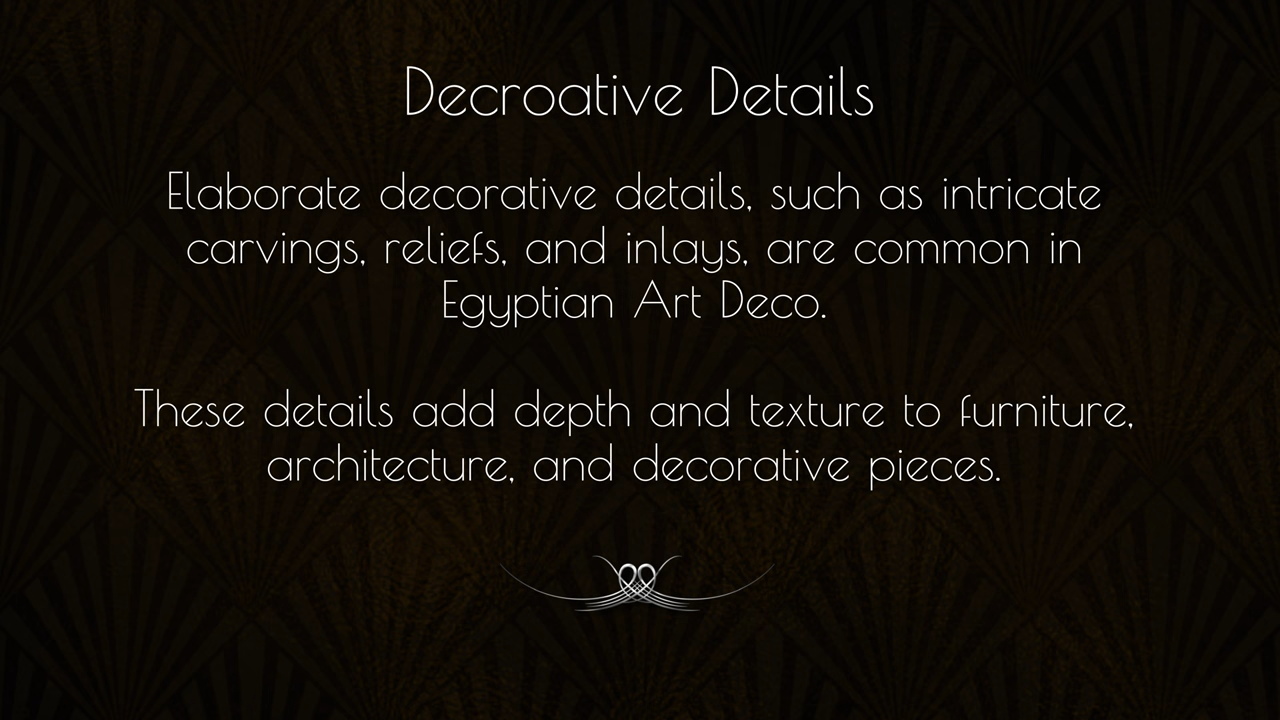 Decroative Details
Elaborate decorative details, such as intricate
carvings, reliefs, and inlays, are common in
Egyptian Art Deco.
These details add depth and texture to furniture,
architecture, and decorative pieces.